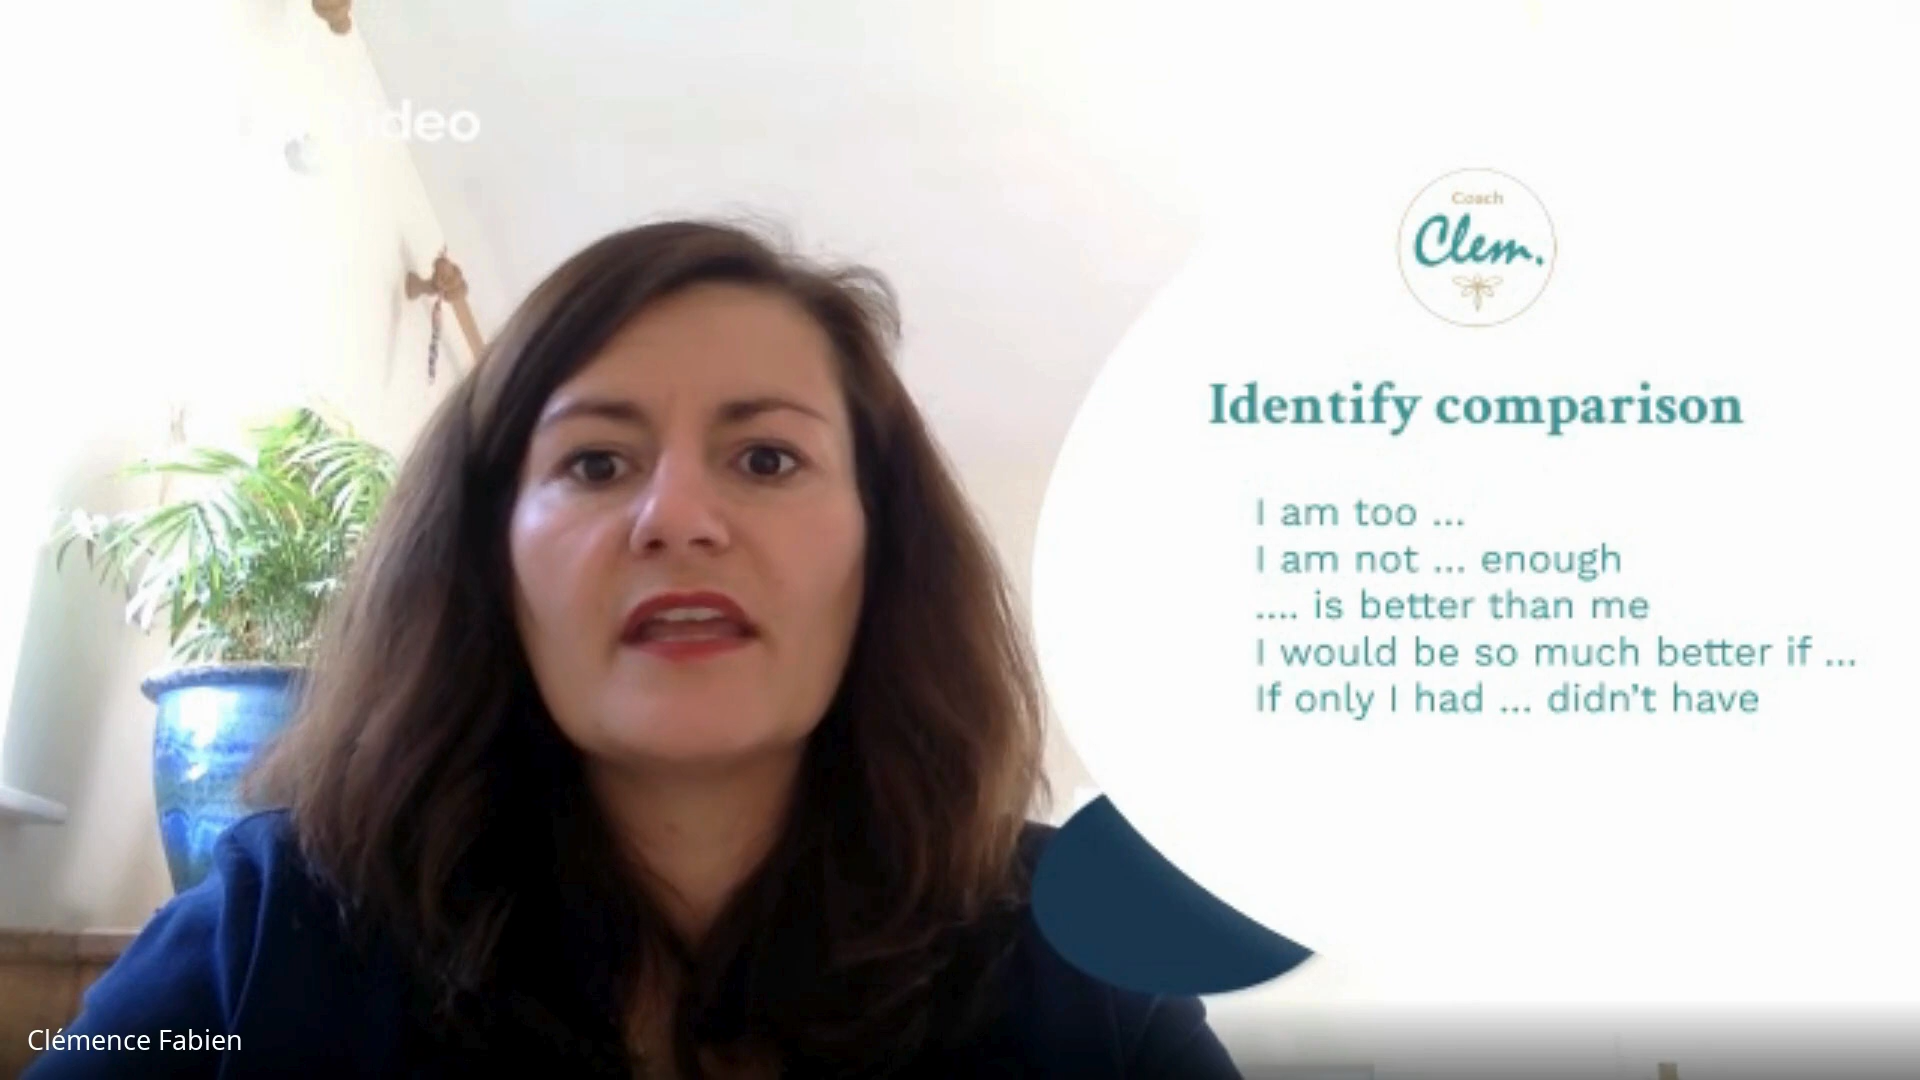 Coach
Clem.
Identify comparison
I am too ...
I am not ... enough
.... is better than me
I would be so much better if ...
If only I had ... didn't have
Clémence Fabien